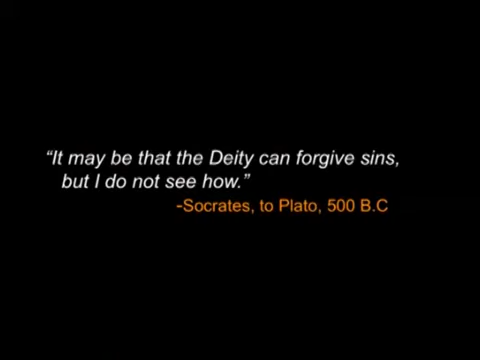 “It may be that the Deity can forgive sins,
but I do not see how.”
-Socrates, to Plato, 500 B.C